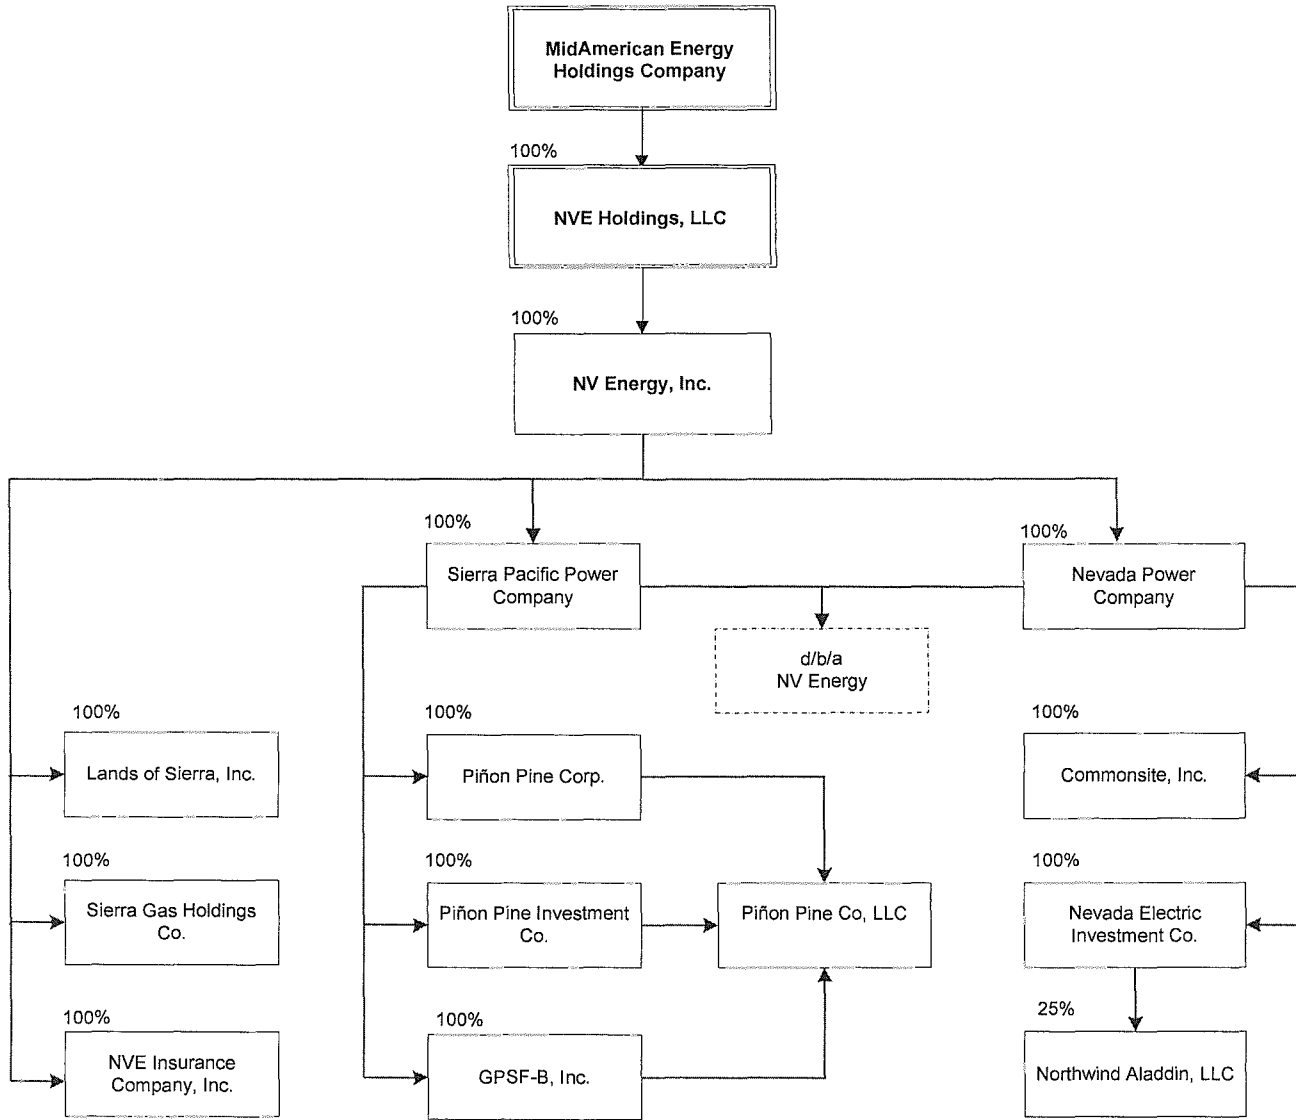 MidAmerican Energy
Holdings Company
100%
NVE Holdings, LLC
100%
NV Energy, Inc.
100%
Sierra Pacific Power
Company
100%
Nevada Power
Company
d/b/a
NV Energy
100%
Lands of Sierra, Inc.
100%
Piñon Pine Corp.
100%
Commonsite, Inc.
100%
Sierra Gas Holdings
Co.
100%
Piñon Pine Investment
Co.
Piñon Pine Co, LLC
100%
Nevada Electric
Investment Co.
100%
NVE Insurance
Company, Inc.
100%
GPSF-B, Inc.
25%
Northwind Aladdin, LLC